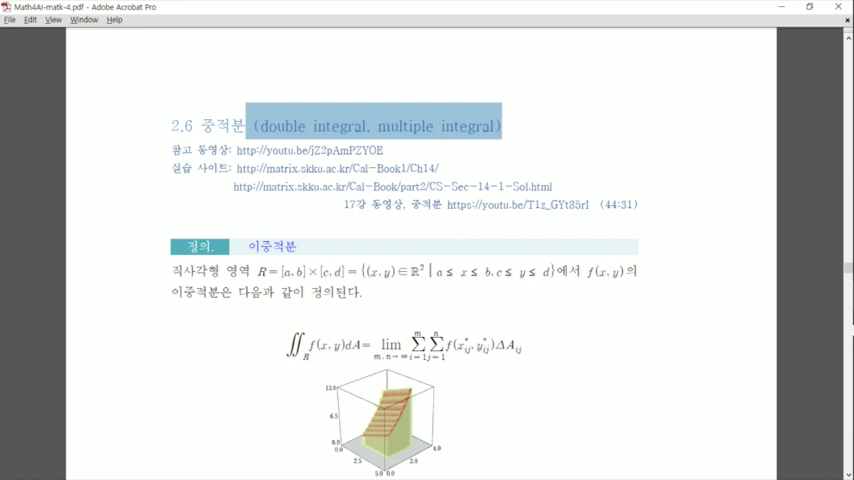 Math4AI-matk-4.pdf - Adobe Acrobat Pro
File Edit View Window Help
2.6 중적분 (double integral, multiple integral)
참고 동영상: http://youtu.be/jZ2pAmPZYOE
실습 사이트: http://matrix.skku.ac.kr/Cal-Book1/Ch14/
http://matrix.skku.ac.kr/Cal-Book/part2/CS-Sec-14-1-Sol.html
17강 동영상, 중적분 https://youtu.be/T1z_GYt85rI (44:31)
정의. 이중적분
직사각형 영역 R=[a,b]×[c,d]={(x,y)∈ℝ²│a≤ x≤ b, c≤ y≤ d}에서 f(x,y)의
이중적분은 다음과 같이 정의된다.
∬_R f(x,y)dA= lim_{m,n→∞} ∑_{i=1}^{m} ∑_{j=1}^{n} f(x*_{ij}, y*_{ij})ΔA_{ij}
13.0
6.5
0.0
0.0
2.5
5.0 0.0
2.0
4.0